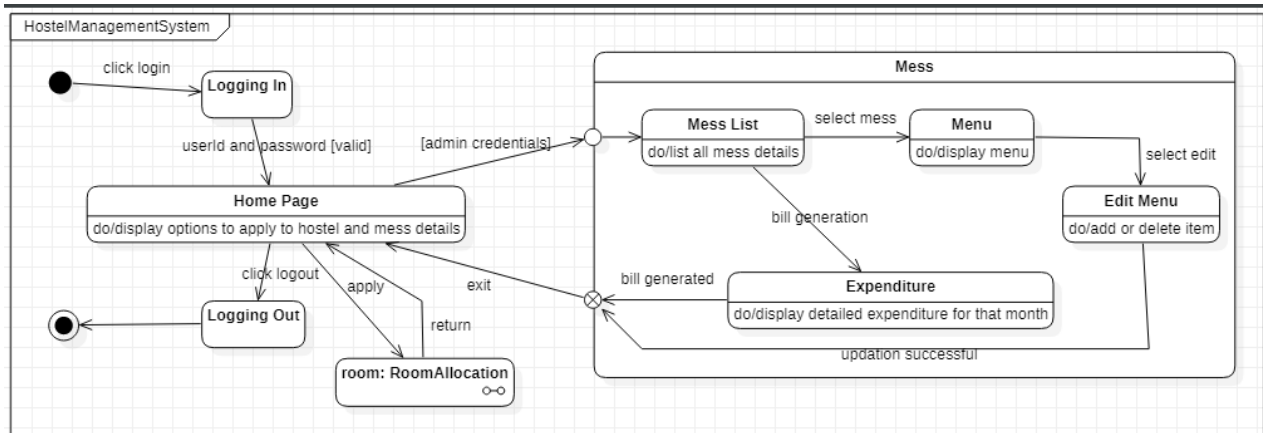 HostelManagementSystem
click login
Logging In
userId and password [valid]
[admin credentials]
Home Page
do/display options to apply to hostel and mess details
click logout
apply
exit
return
Logging Out
room: RoomAllocation
Mess
Mess List
do/list all mess details
select mess
Menu
do/display menu
select edit
Edit Menu
do/add or delete item
bill generation
bill generated
Expenditure
do/display detailed expenditure for that month
updation successful